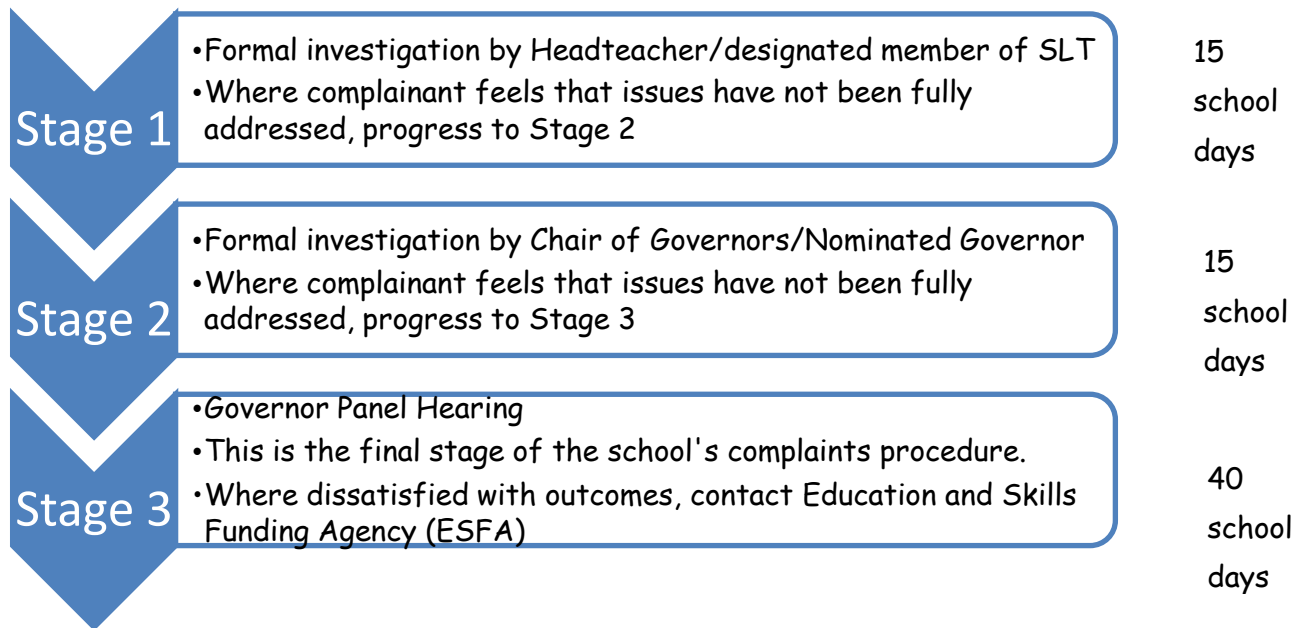 Stage 1
•Formal investigation by Headteacher/designated member of SLT
•Where complainant feels that issues have not been fully
addressed, progress to Stage 2
15
school
days
Stage 2
•Formal investigation by Chair of Governors/Nominated Governor
•Where complainant feels that issues have not been fully
addressed, progress to Stage 3
15
school
days
Stage 3
•Governor Panel Hearing
•This is the final stage of the school's complaints procedure.
•Where dissatisfied with outcomes, contact Education and Skills
Funding Agency (ESFA)
40
school
days